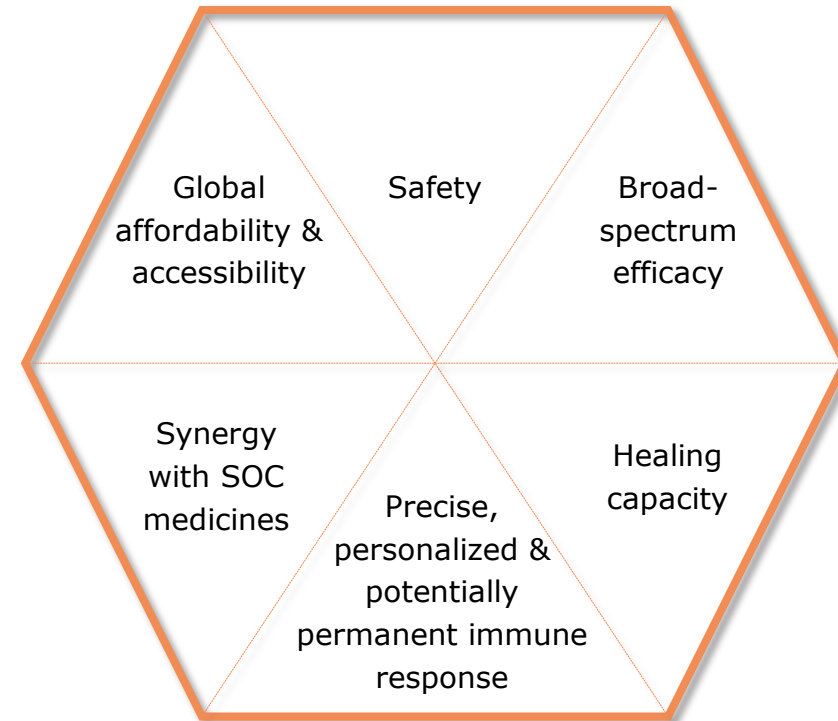 Global
affordability &
accessibility
Safety
Broad-
spectrum
efficacy
Synergy
with SOC
medicines
Precise,
personalized &
potentially
permanent immune
response
Healing
capacity